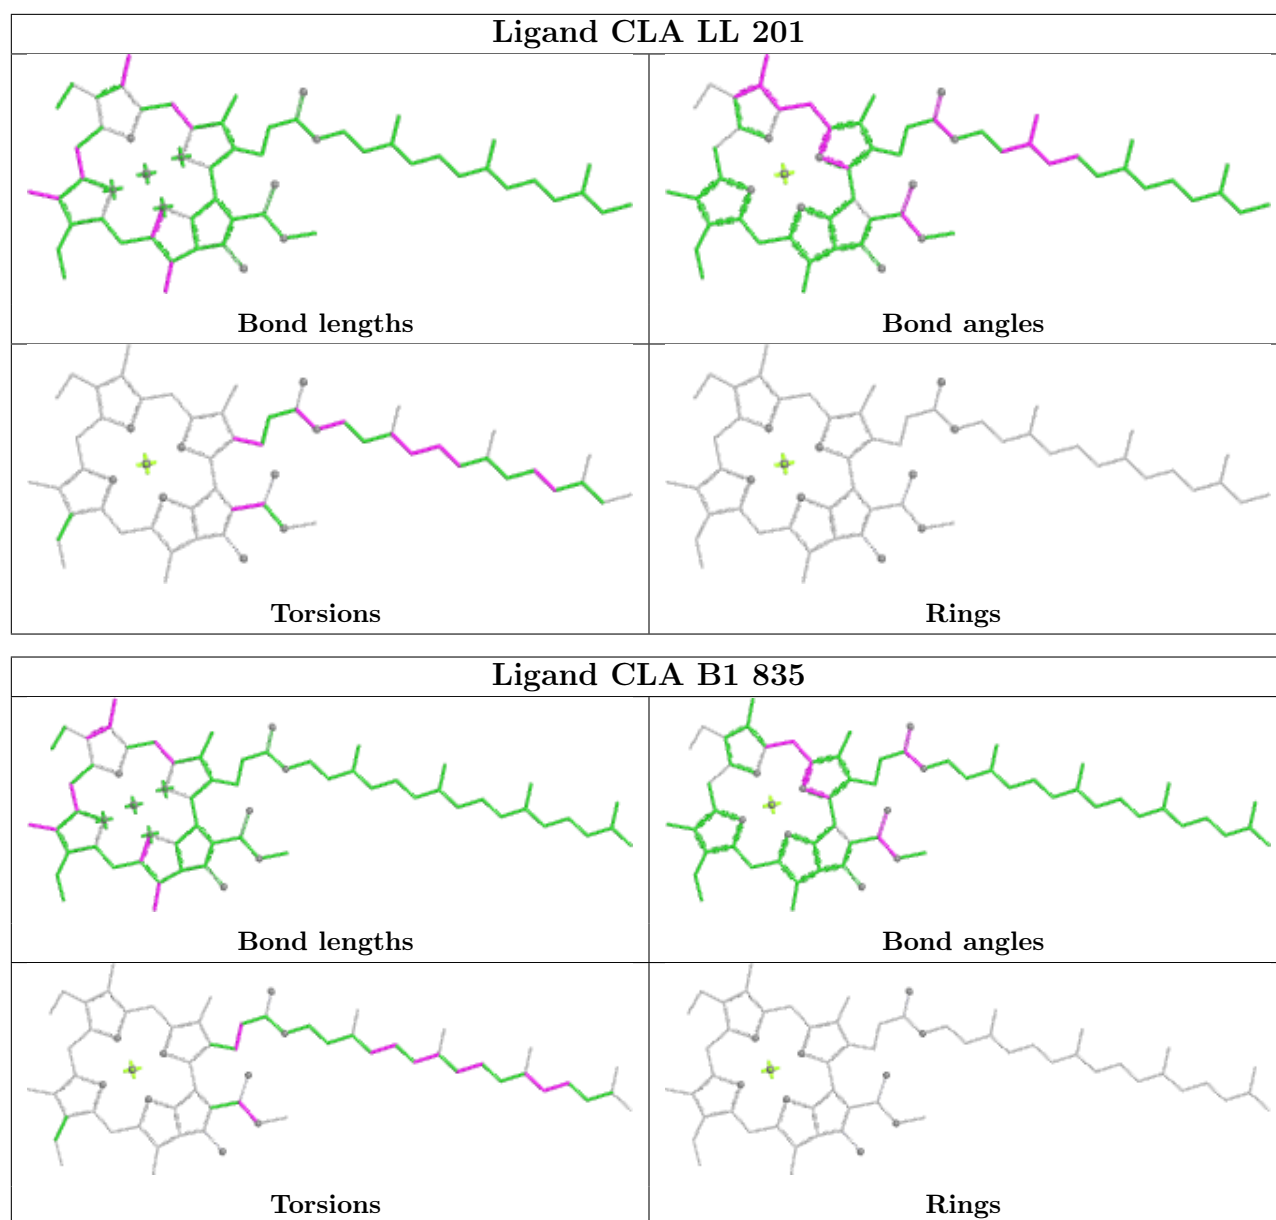 Ligand CLA LL 201
Bond lengths
Bond angles
Torsions
Rings
Ligand CLA B1 835
Bond lengths
Bond angles
Torsions
Rings